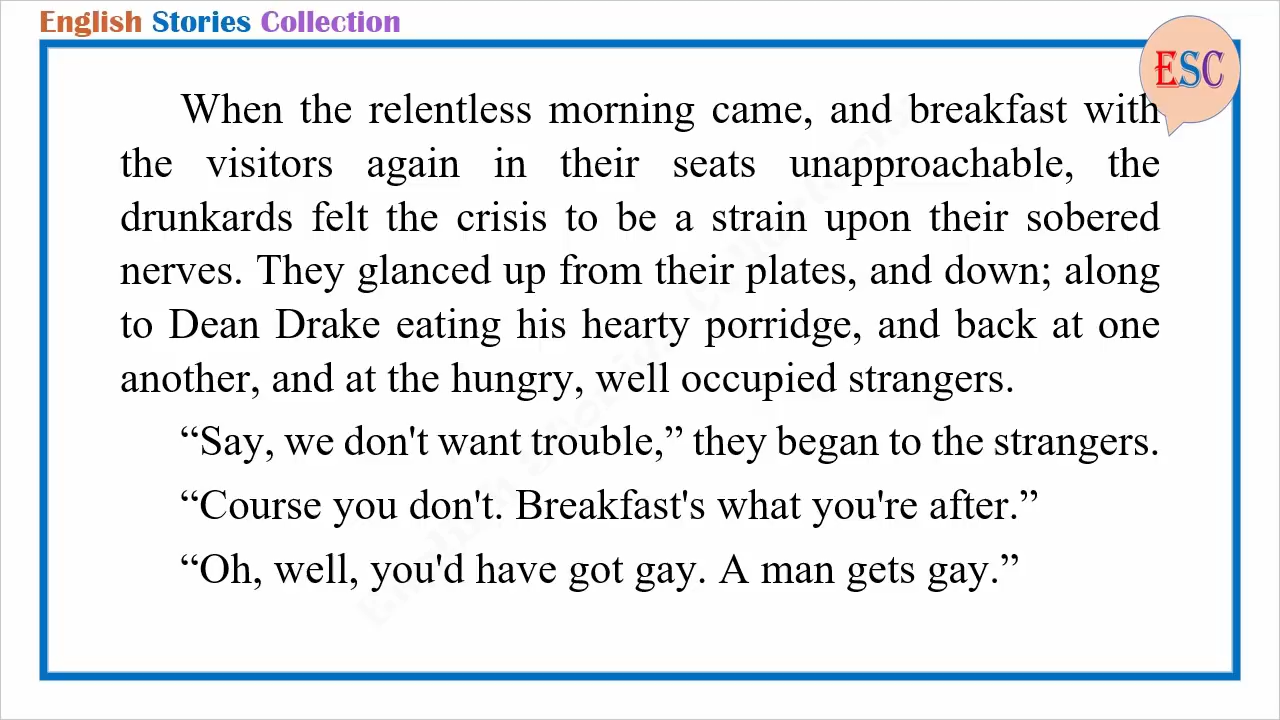 English Stories Collection
ESC
When the relentless morning came, and breakfast with
the visitors again in their seats unapproachable, the
drunkards felt the crisis to be a strain upon their sobered
nerves. They glanced up from their plates, and down; along
to Dean Drake eating his hearty porridge, and back at one
another, and at the hungry, well occupied strangers.
“Say, we don't want trouble,” they began to the strangers.
“Course you don't. Breakfast's what you're after.”
“Oh, well, you'd have got gay. A man gets gay.”
English Stories Collection